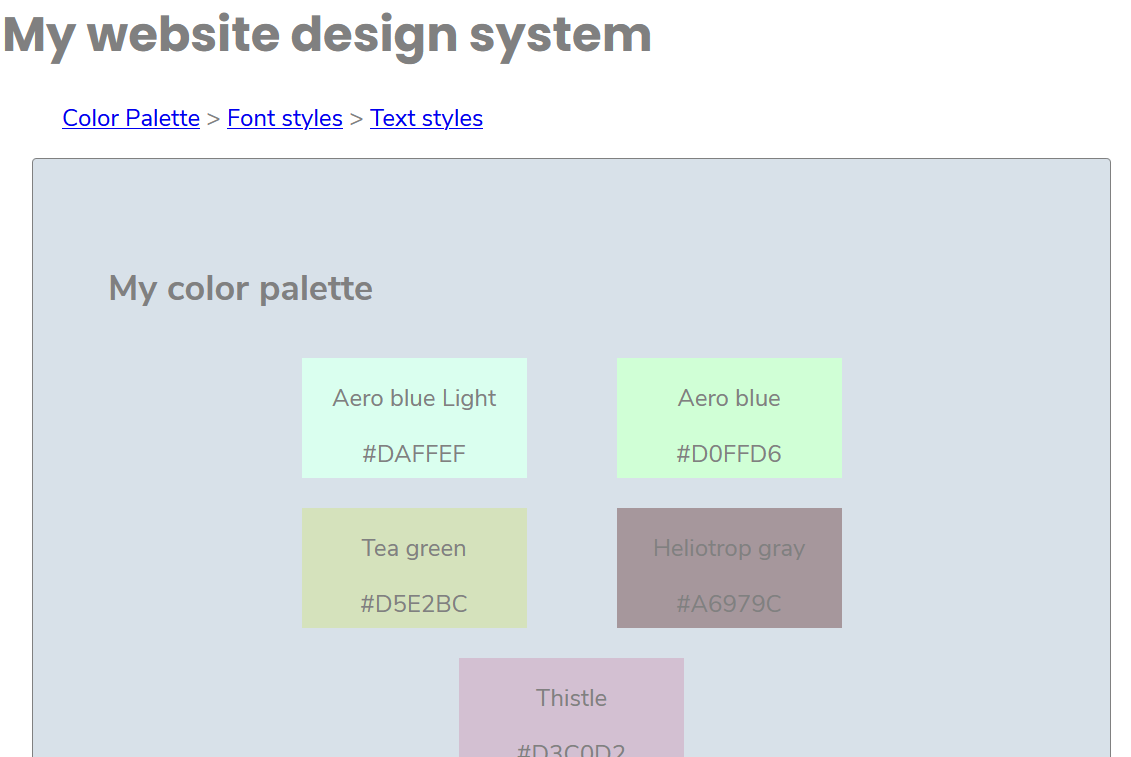 My website design system
Color Palette > Font styles > Text styles
My color palette
Aero blue Light
#DAFFEF
Aero blue
#D0FFD6
Tea green
#D5E2BC
Heliotrop gray
#A6979C
Thistle
#D3C0D2